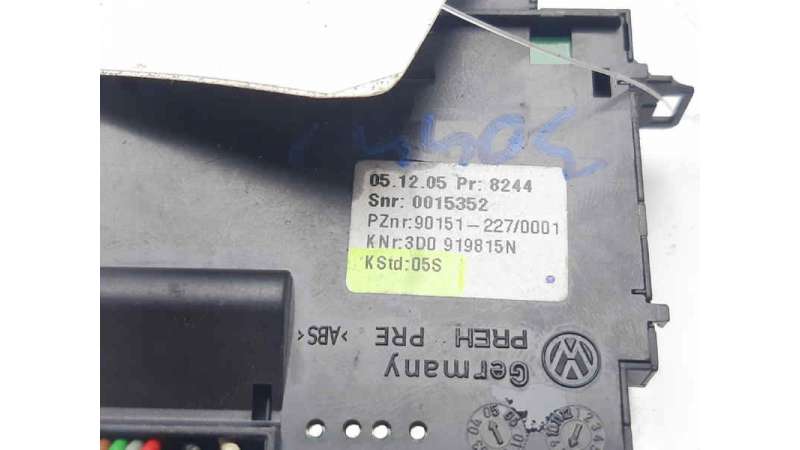 05.12.05 Pr: 8244
Snr: 0015352
PZnr:90151-227/0001
KNr:3D0 919815N
KStd:05S
>ABS<
PREH PRE
Germany